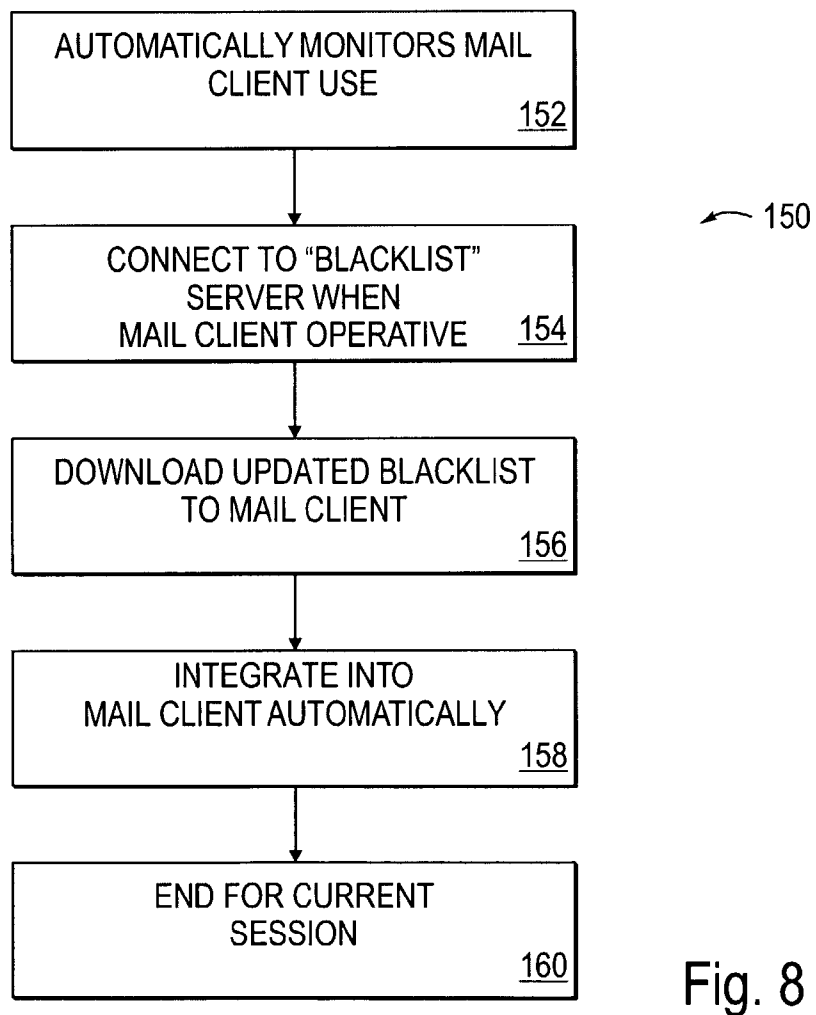 AUTOMATICALLY MONITORS MAIL
CLIENT USE
152
150
CONNECT TO “BLACKLIST”
SERVER WHEN
MAIL CLIENT OPERATIVE
154
DOWNLOAD UPDATED BLACKLIST
TO MAIL CLIENT
156
INTEGRATE INTO
MAIL CLIENT AUTOMATICALLY
158
END FOR CURRENT
SESSION
160
Fig. 8